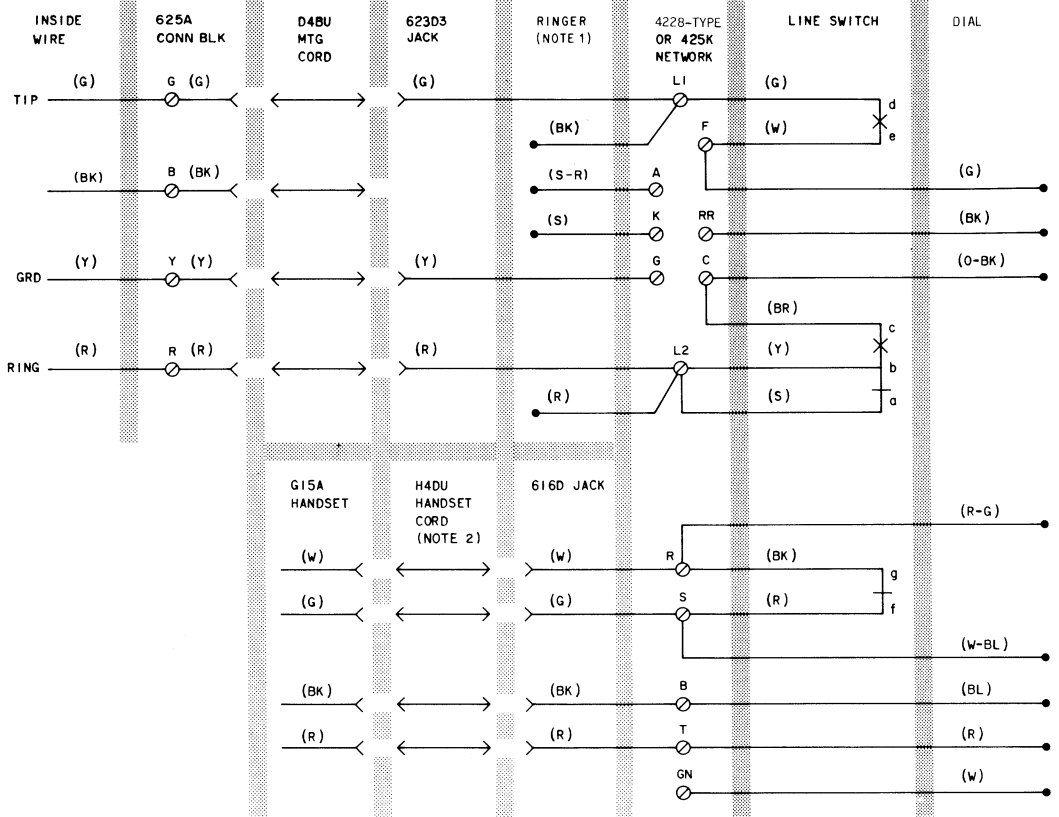 INSIDE
WIRE
625A
CONN BLK
D4BU
MTG
CORD
623D3
JACK
RINGER
(NOTE 1)
4228-TYPE
OR 425K
NETWORK
LINE SWITCH
DIAL
(G) G (G) (G) L1 (G)
TIP d
(BK) F (W) e
(BK) B (BK) (S-R) A (G)
(S) K RR (BK)
(Y) Y (Y) (Y) G C (O-BK)
GRD
(BR)
c
(R) R (R) (R) L2 (Y)
RING b
(R) (S) a
G15A
HANDSET
H4DU
HANDSET
CORD
(NOTE 2)
616D JACK
(R-G)
(W) (W) R (BK)
g
(G) (G) S (R)
f
(W-BL)
(BK) (BK) B (BL)
(R) (R) T (R)
GN (W)